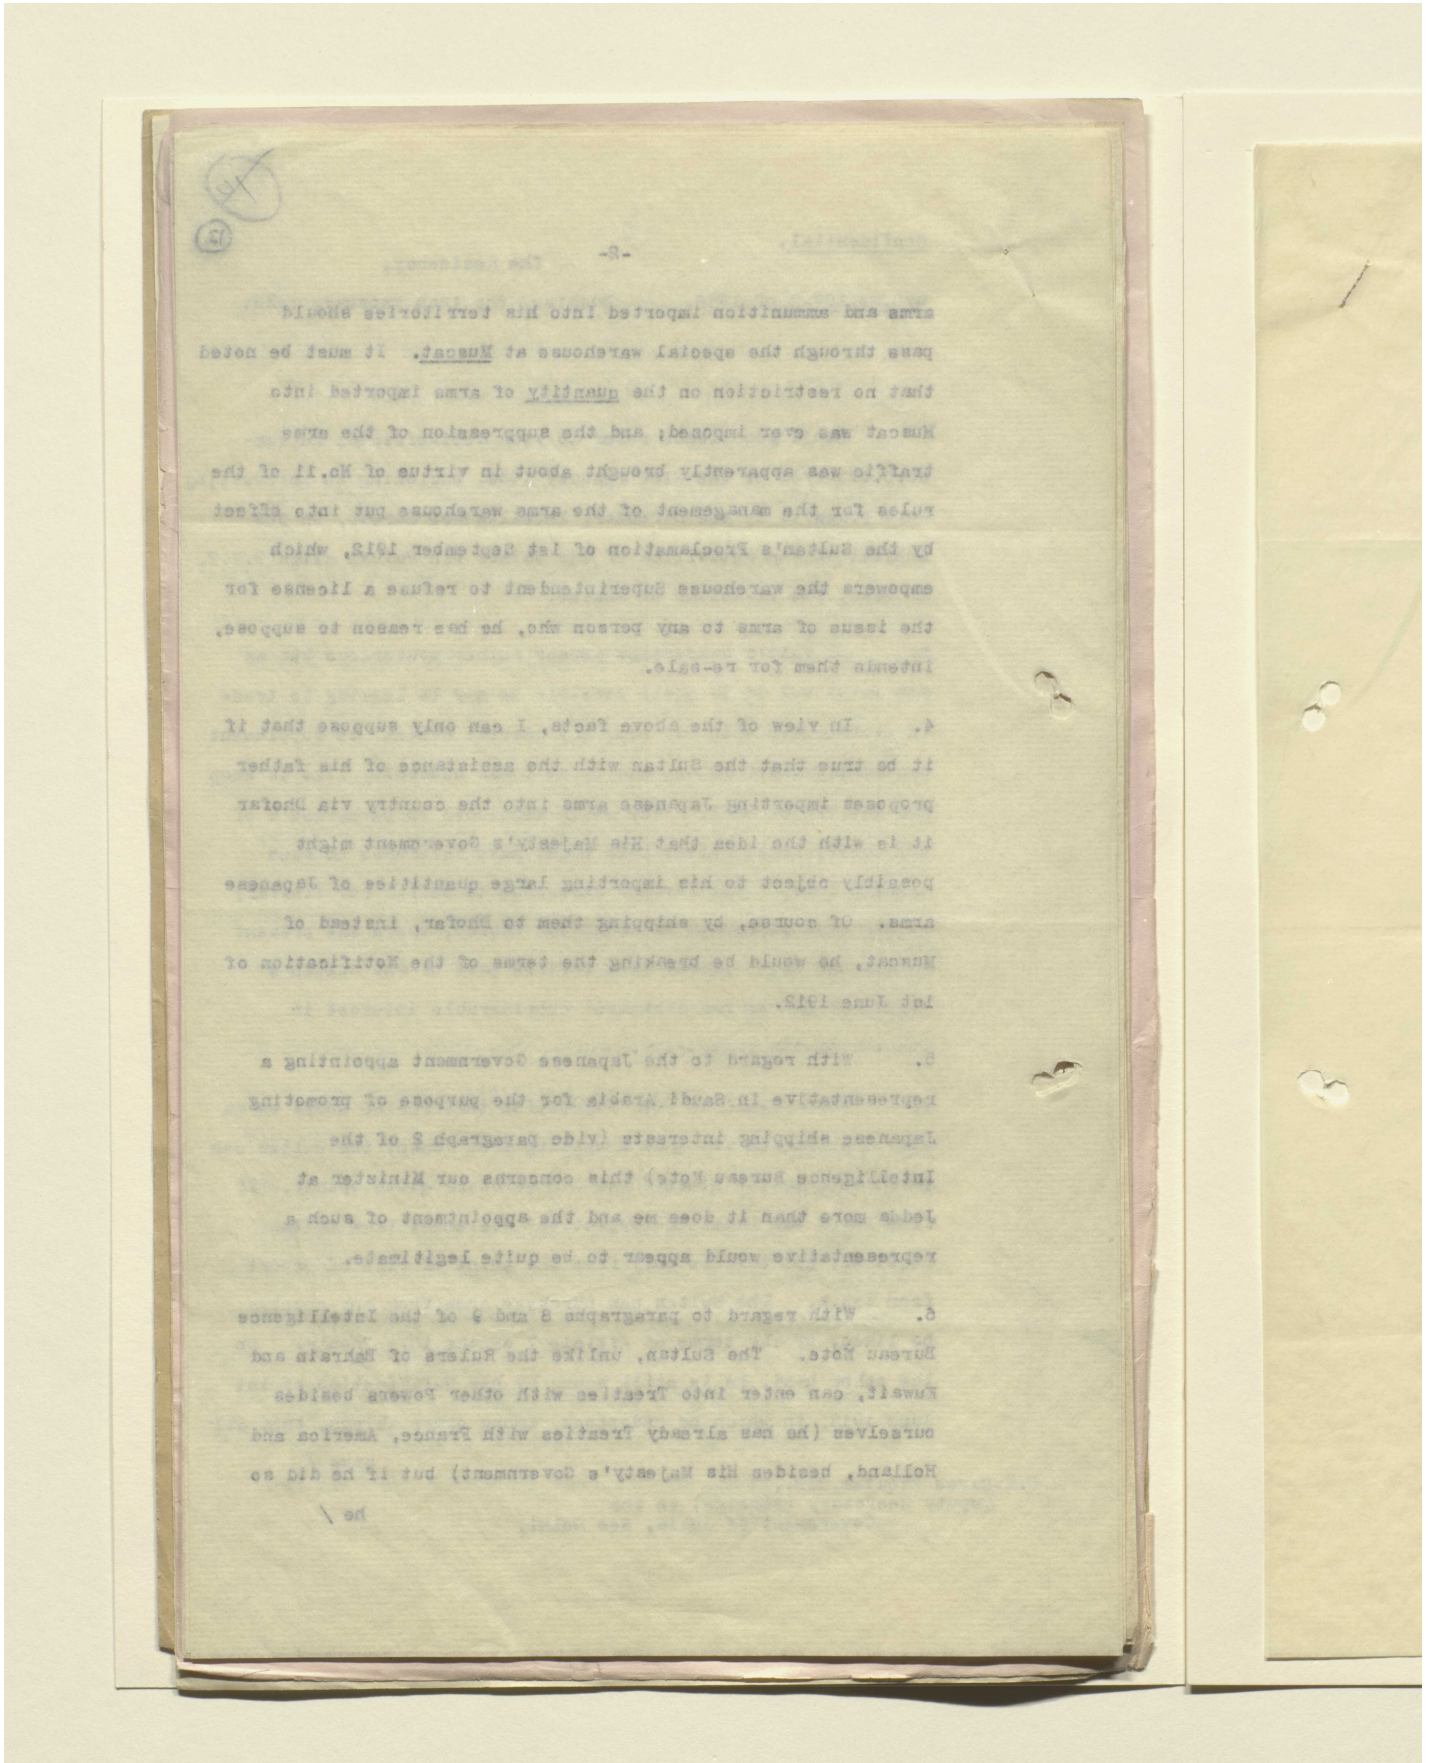 -2-
arms and ammunition imported into his territories should
pass through the special warehouse at Muscat. It must be noted
that no restriction on the quantity of arms imported into
Muscat was ever imposed; and the suppression of the arms
traffic was apparently brought about in virtue of No.11 of the
rules for the management of the arms warehouse put into effect
by the Sultan's Proclamation of 1st September 1912, which
empowers the warehouse Superintendent to refuse a license for
the issue of arms to any person who, he has reason to suppose,
intends them for re-sale.
4. In view of the above facts, I can only suppose that if
it be true that the Sultan with the assistance of his father
proposes importing Japanese arms into the country via Dhofar
it is with the idea that His Majesty's Government might
possibly object to his importing large quantities of Japanese
arms. Of course, by shipping them to Dhofar, instead of
Muscat, he would be breaking the terms of the Notification of
1st June 1912.
5. With regard to the Japanese Government appointing a
representative in Saudi Arabia for the purpose of promoting
Japanese shipping interests (vide paragraph 2 of the
Intelligence Bureau Note) this concerns our Minister at
Jedda more than it does me and the appointment of such a
representative would appear to be quite legitimate.
6. With regard to paragraphs 8 and 9 of the Intelligence
Bureau Note. The Sultan, unlike the Rulers of Bahrain and
Kuwait, can enter into Treaties with other Powers besides
ourselves (he has already Treaties with France, America and
Holland, besides His Majesty's Government) but if he did so
he /